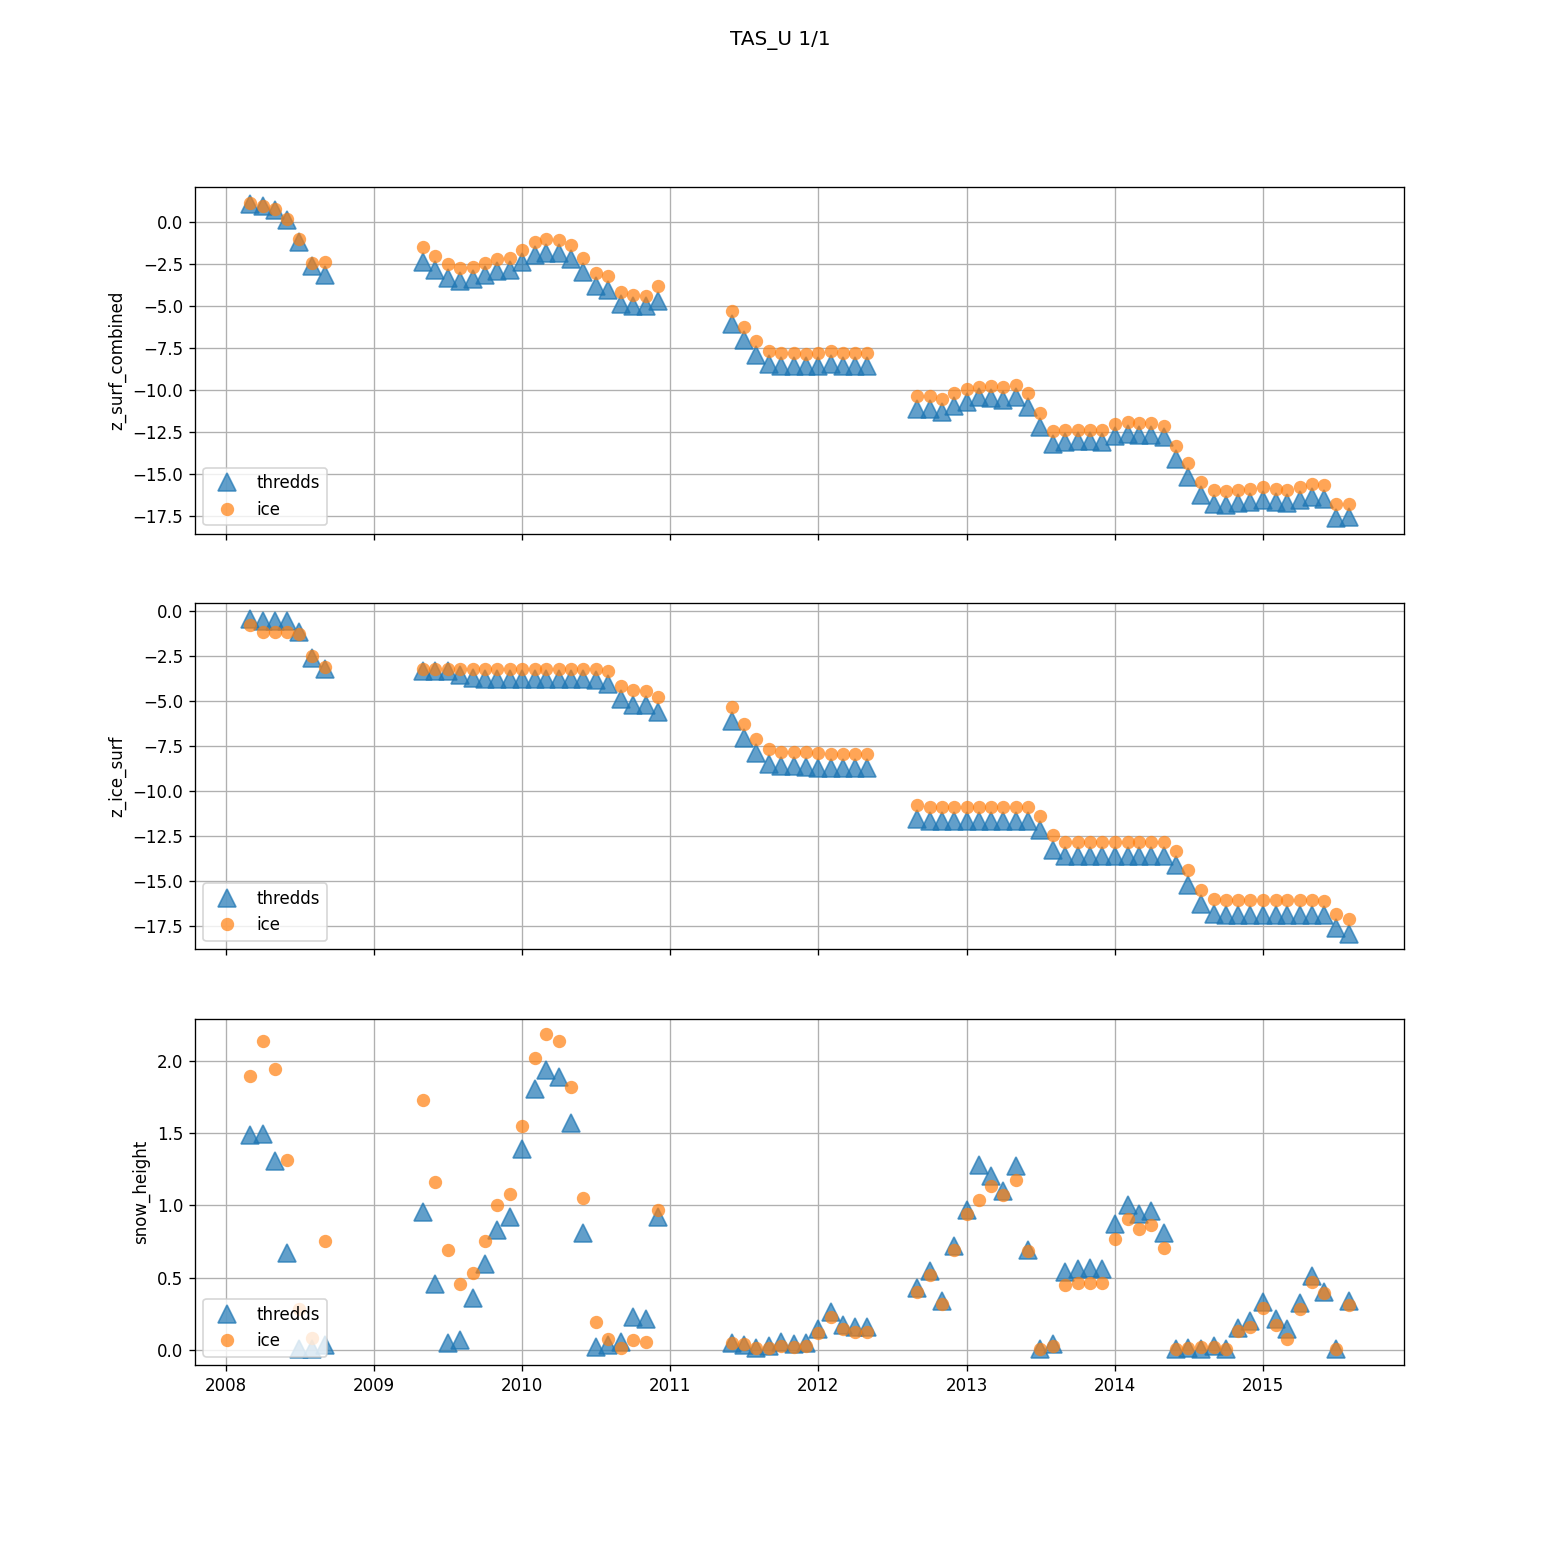 TAS_U 1/1
z_surf_combined
0.0
−2.5
−5.0
−7.5
−10.0
−12.5
−15.0
−17.5
thredds
ice
z_ice_surf
0.0
−2.5
−5.0
−7.5
−10.0
−12.5
−15.0
−17.5
thredds
ice
snow_height
2.0
1.5
1.0
0.5
0.0
thredds
ice
2008 2009 2010 2011 2012 2013 2014 2015